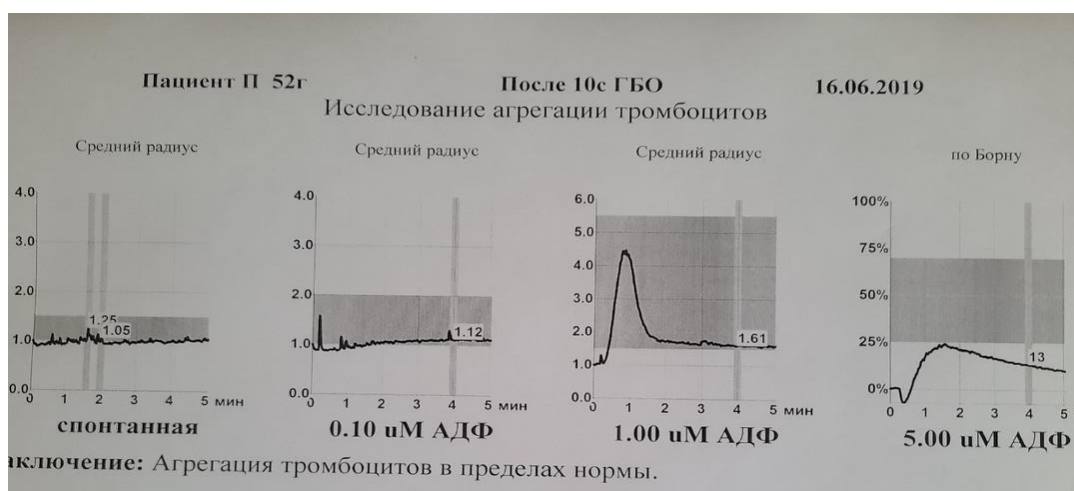 Пациент П 52г После 10с ГБО 16.06.2019
Исследование агрегации тромбоцитов
Средний радиус Средний радиус Средний радиус по Борну
4.0 4.0 6.0 100%
5.0 75%
3.0 3.0 4.0
2.0 2.0 3.0 50%
1.25 2.0 25%
1.0 1.05 1.0 1.12 1.61 13
1.0 0%
0.0 0.0 0.0
0 1 2 3 4 5 мин 0 1 2 3 4 5 0 1 2 3 4 5 мин 0 1 2 3 4 5
спонтанная 0.10 uM АДФ 1.00 uM АДФ 5.00 uM АДФ
аключение: Агрегация тромбоцитов в пределах нормы.